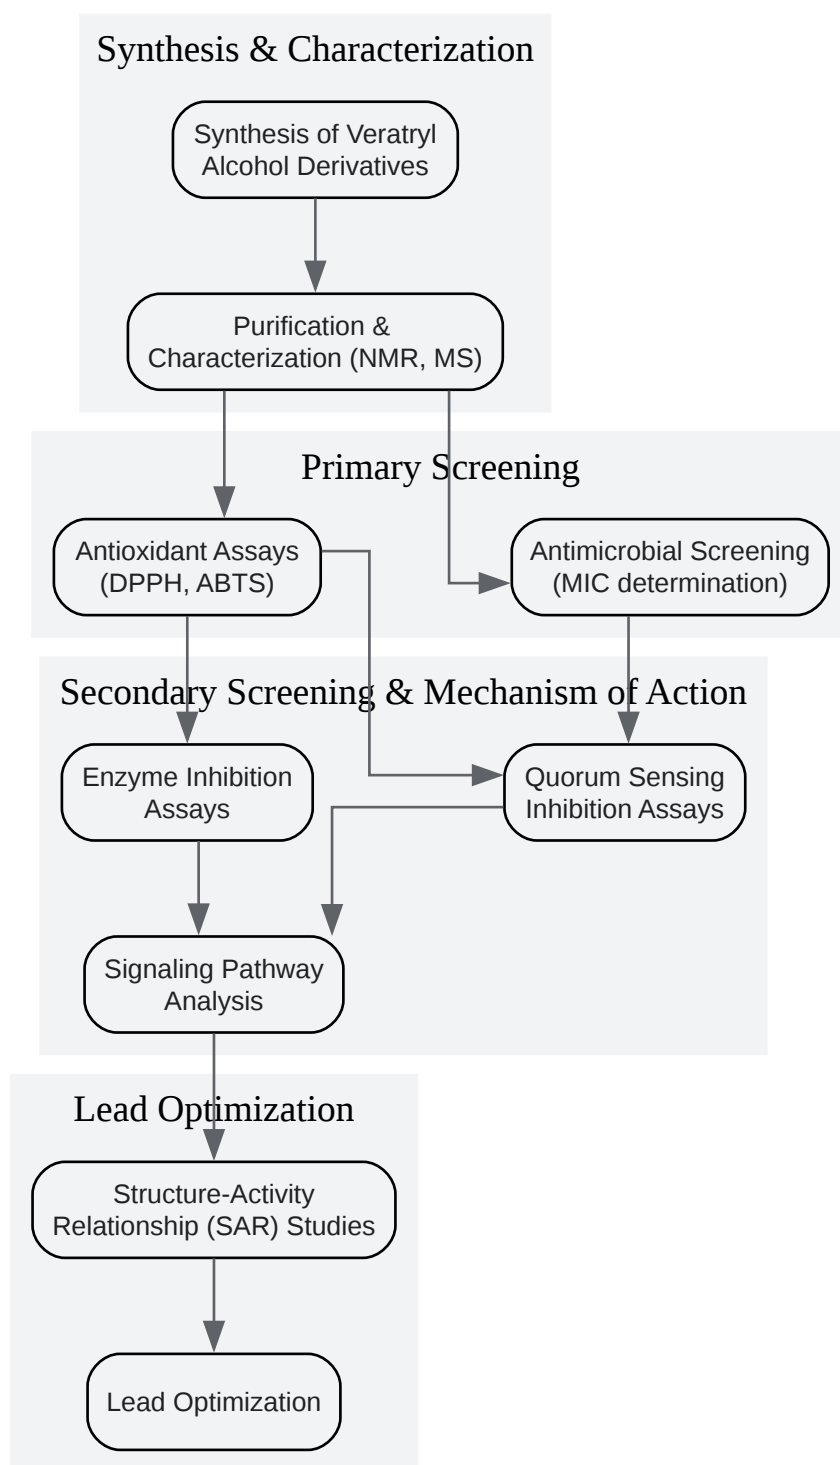 Synthesis & Characterization
Synthesis of Veratryl
Alcohol Derivatives
Purification &
Characterization (NMR, MS)
Primary Screening
Antioxidant Assays
(DPPH, ABTS)
Antimicrobial Screening
(MIC determination)
Secondary Screening & Mechanism of Action
Enzyme Inhibition
Assays
Quorum Sensing
Inhibition Assays
Signaling Pathway
Analysis
Lead Optimization
Structure-Activity
Relationship (SAR) Studies
Lead Optimization